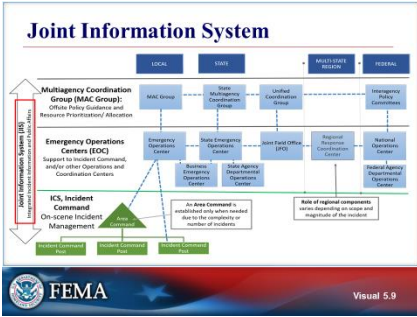 Joint Information System
LOCAL
STATE
MULTI-STATE
REGION
FEDERAL
Multiagency Coordination
Group (MAC Group):
Offsite Policy Guidance and
Resource Prioritization/ Allocation
MAC Group
State
Multiagency
Coordination
Group
Unified
Coordination
Group
Interagency
Policy
Committees
Joint Information System (JIS)
Integrated Incident Information and Public Affairs
Emergency Operations
Centers (EOC)
Support to Incident Command,
and/or other Operations and
Coordination Centers
Emergency
Operations
Center
State Emergency
Operations
Center
Joint Field Office
(JFO)
Regional
Response
Coordination
Center
National
Operations
Center
Business
Emergency
Operations
Center
State Agency
Departmental
Operations
Center
Federal Agency
Departmental
Operations
Center
ICS, Incident
Command
On-scene Incident
Management
Area
Command
An Area Command is
established only when needed
due to the complexity or
number of incidents
Role of regional components
varies depending on scope and
magnitude of the incident
Incident Command
Post
Incident Command
Post
Incident Command
Post
FEMA
Visual 5.9